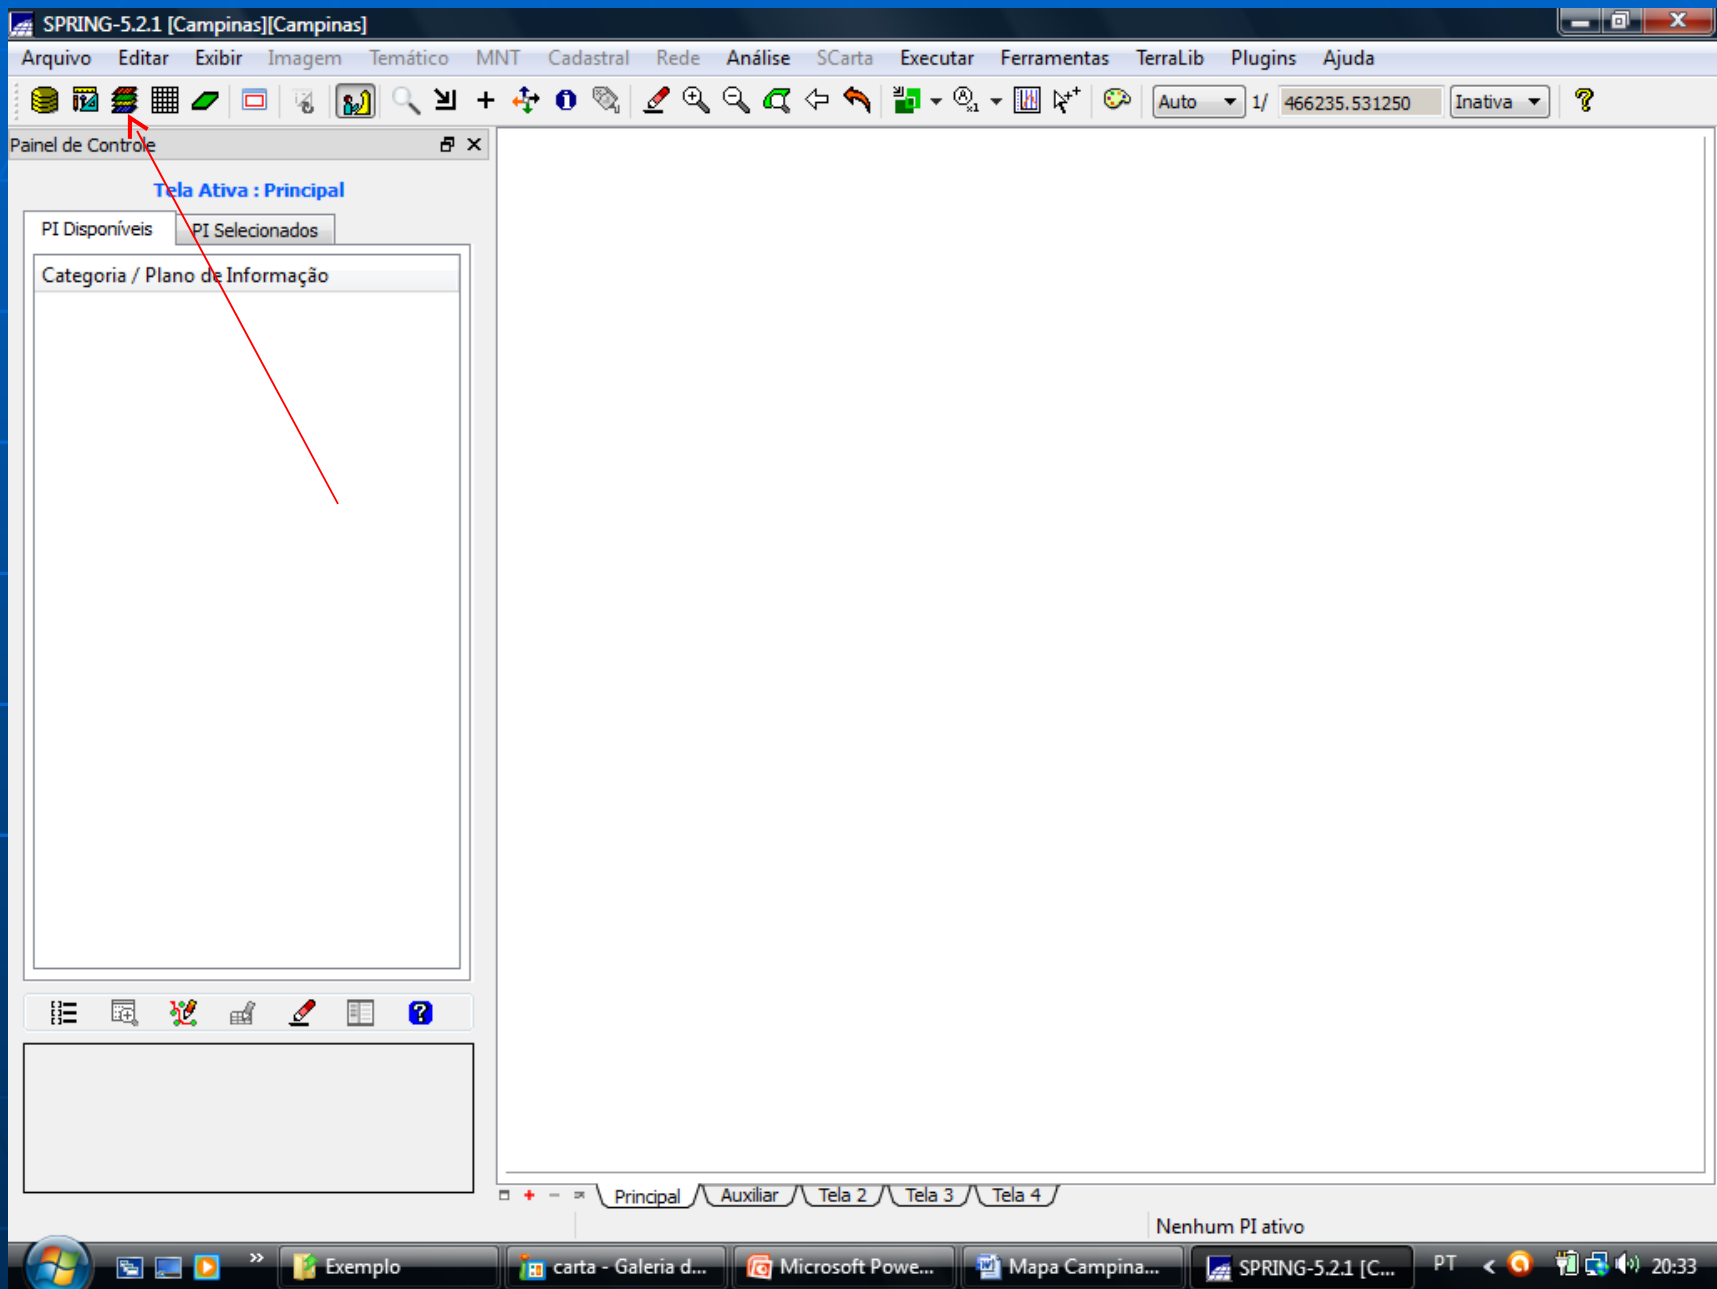 SPRING-5.2.1 [Campinas][Campinas]
Arquivo Editar Exibir Imagem Temático MNT Cadastral Rede Análise SCarta Executar Ferramentas TerraLib Plugins Ajuda
Auto 1/ 466235.531250 Inativa
Painel de Controle
Tela Ativa : Principal
PI Disponíveis PI Selecionados
Categoria / Plano de Informação
Principal Auxiliar Tela 2 Tela 3 Tela 4
Nenhum PI ativo
Exemplo carta - Galeria d... Microsoft Powe... Mapa Campina... SPRING-5.2.1 [C... PT 20:33